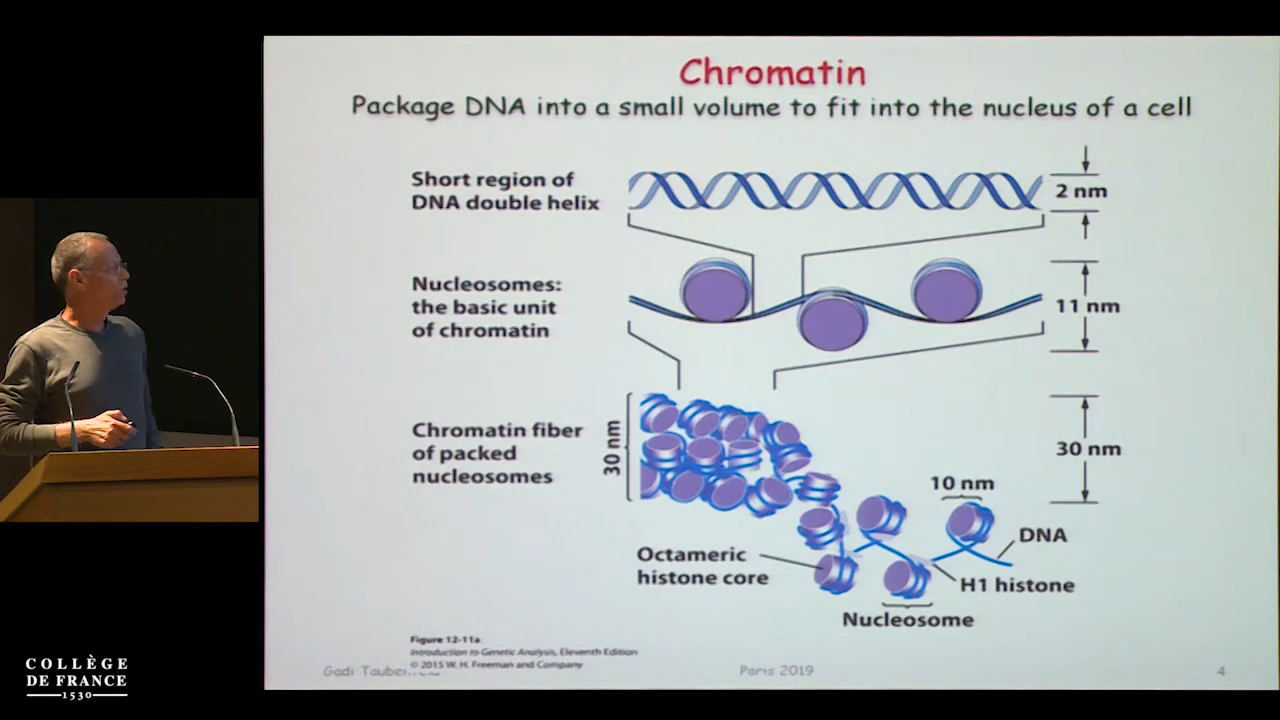 Chromatin
Package DNA into a small volume to fit into the nucleus of a cell
Short region of
DNA double helix
2 nm
Nucleosomes:
the basic unit
of chromatin
11 nm
Chromatin fiber
of packed
nucleosomes
30 nm
30 nm
10 nm
DNA
Octameric
histone core
H1 histone
Nucleosome
Figure 12-11a
Introduction to Genetic Analysis, Eleventh Edition
© 2015 W. H. Freeman and Company
Gadi
Paris 2019
4
COLLÈGE
DE FRANCE
1530